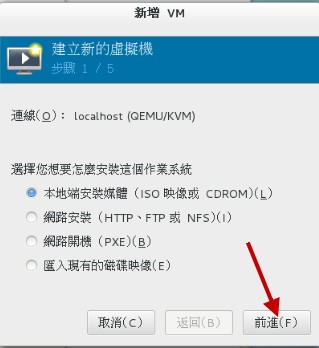 新增 VM
建立新的虛擬機
步驟 1 / 5
連線(O)： localhost (QEMU/KVM)
選擇您想要怎麼安裝這個作業系統
本地端安裝媒體（ISO 映像或 CDROM）(L)
網路安裝（HTTP、FTP 或 NFS）(I)
網路開機（PXE）(B)
匯入現有的磁碟映像(E)
取消(C) 返回(B) 前進(F)